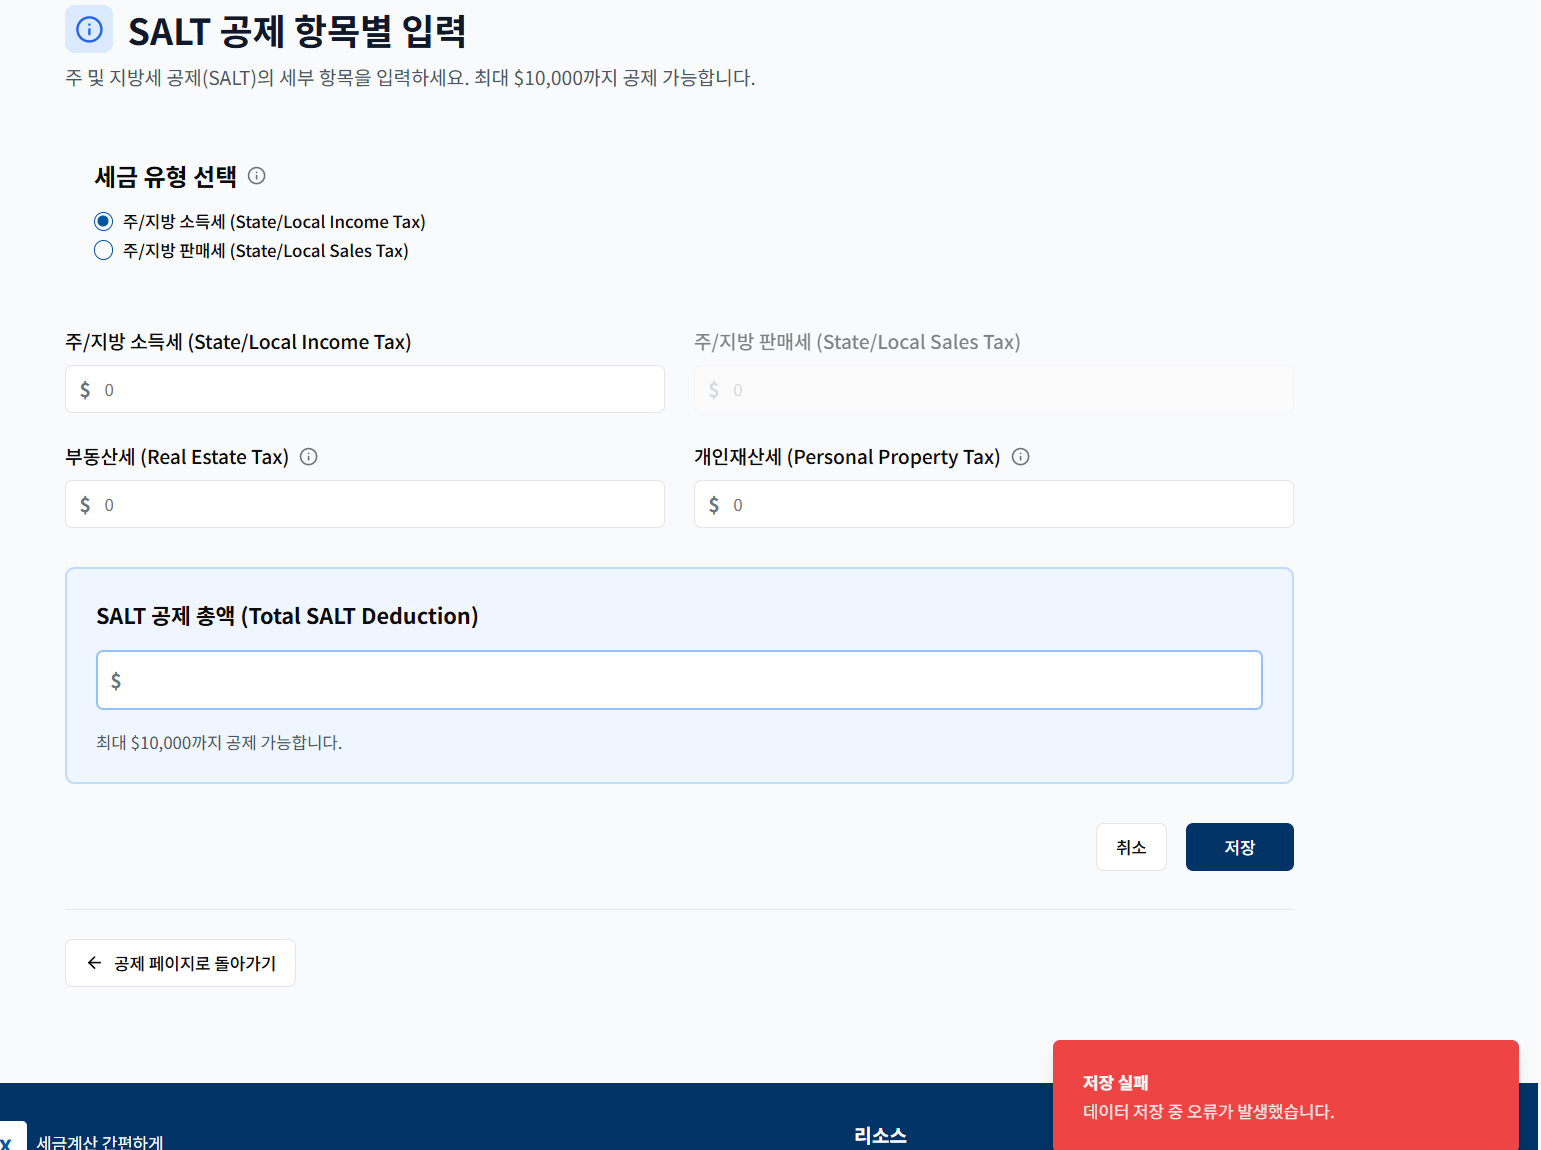 SALT 공제 항목별 입력
주 및 지방세 공제(SALT)의 세부 항목을 입력하세요. 최대 $10,000까지 공제 가능합니다.
세금 유형 선택
주/지방 소득세 (State/Local Income Tax)
주/지방 판매세 (State/Local Sales Tax)
주/지방 소득세 (State/Local Income Tax)
주/지방 판매세 (State/Local Sales Tax)
$ 0
$ 0
부동산세 (Real Estate Tax)
개인재산세 (Personal Property Tax)
$ 0
$ 0
SALT 공제 총액 (Total SALT Deduction)
$
최대 $10,000까지 공제 가능합니다.
취소
저장
← 공제 페이지로 돌아가기
저장 실패
데이터 저장 중 오류가 발생했습니다.
X 세금계산 간편하게
리소스